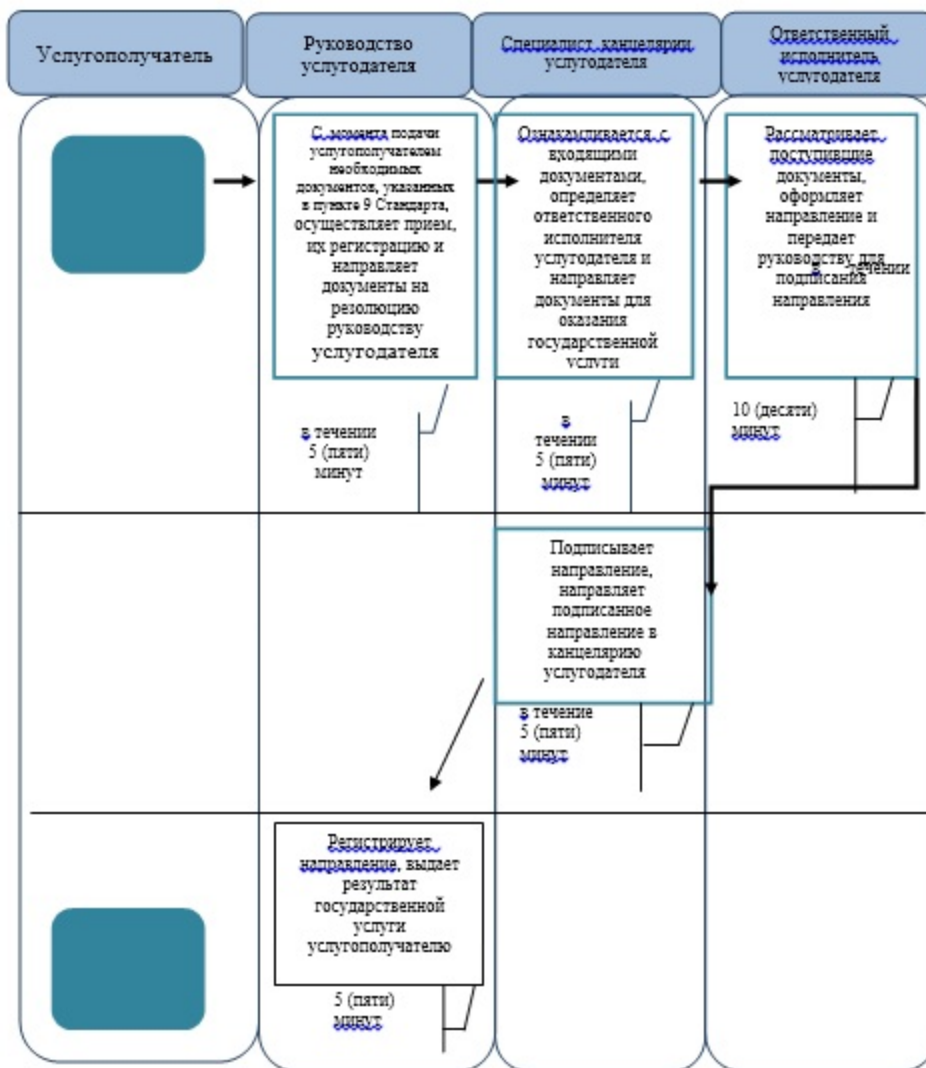 Услугополучатель
Руководство
услугодателя
Специалист канцелярии
услугодателя
Ответственный
исполнитель
услугодателя
С момента подачи
услугополучателем
необходимых
документов, указанных
в пункте 9 Стандарта,
осуществляет прием,
их регистрацию и
направляет
документы на
резолюцию
руководству
услугодателя
в течении
5 (пяти)
минут
Ознакамливается с
входящими
документами,
определяет
ответственного
исполнителя
услугодателя и
направляет
документы для
оказания
государственной
услуги
в
течении
5 (пяти)
минут
Рассматривает
поступившие
документы,
оформляет
направление и
передает
руководству для
подписания
направления
в течении
10 (десяти)
минут
Подписывает
направление,
направляет
подписанное
направление в
канцелярию
услугодателя
в течение
5 (пяти)
минут
Регистрирует
направление, выдает
результат
государственной
услуги
услугополучателю
5 (пяти)
минут